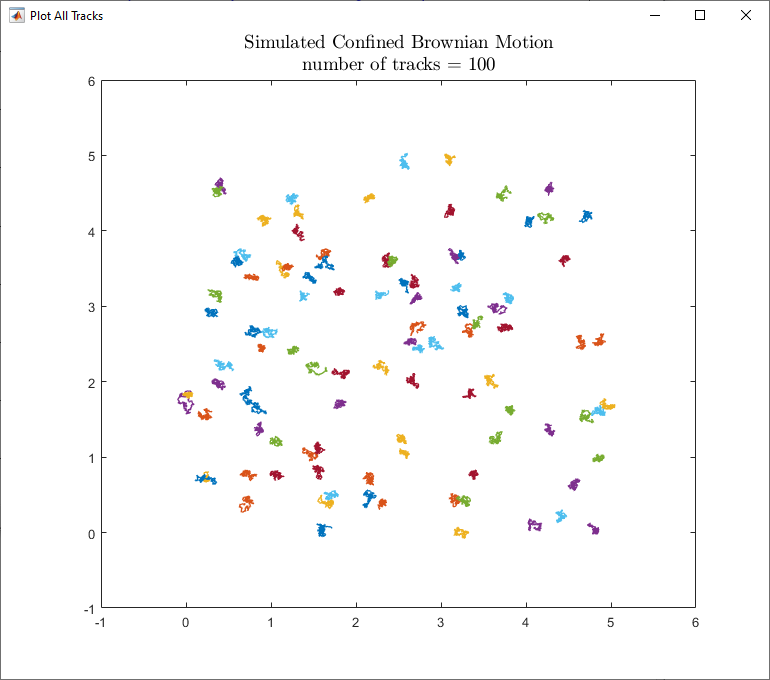 Plot All Tracks
Simulated Confined Brownian Motion
number of tracks = 100
6
5
4
3
2
1
0
-1
-1 0 1 2 3 4 5 6